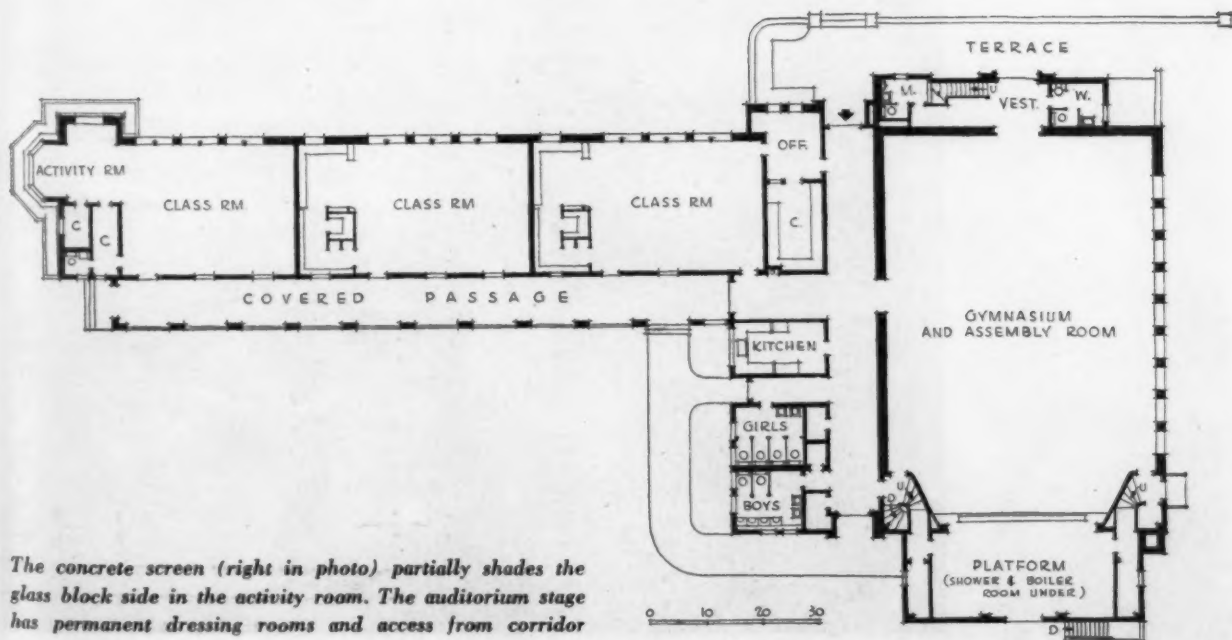 TERRACE
M.
U
U
VEST.
W.
ACTIVITY RM
CLASS RM.
CLASS RM
CLASS RM
OFF.
C
C
C.
COVERED PASSAGE
GYMNASIUM
AND ASSEMBLY ROOM
KITCHEN
GIRLS
BOYS
U
D
U
PLATFORM
(SHOWER & BOILER
ROOM UNDER)
D
0 10 20 30
The concrete screen (right in photo) partially shades the
glass block side in the activity room. The auditorium stage
has permanent dressing rooms and access from corridor